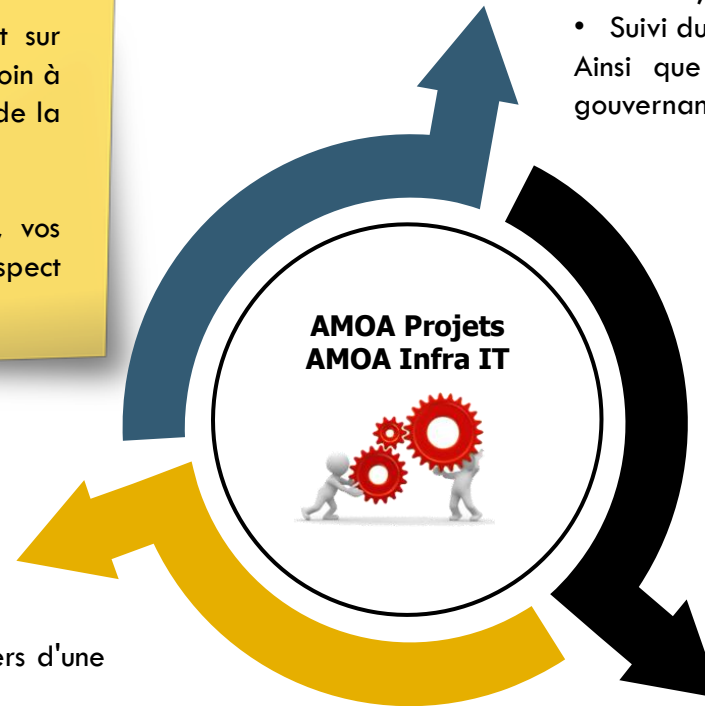 t sur
oin à
de la
vos
spect
• Suivi du
Ainsi que
gouvernan
AMOA Projets
AMOA Infra IT
ers d'une